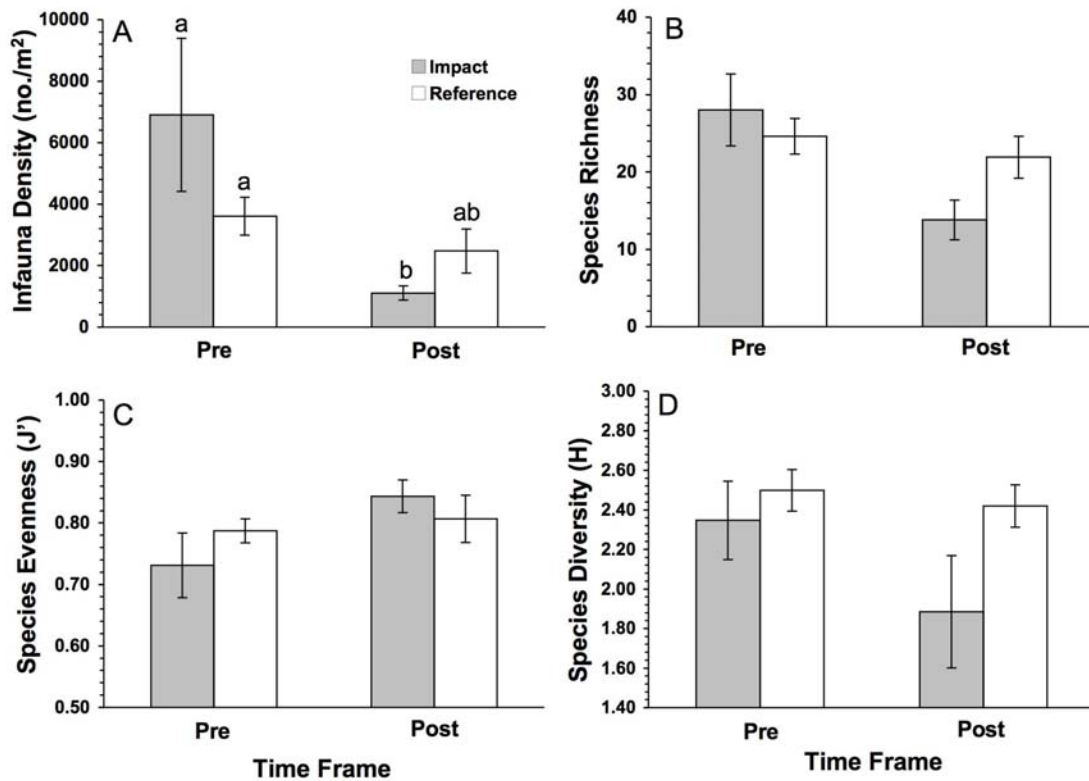 A
Infauna Density (no./m²)
10000
8000
6000
4000
2000
0
a
a
b
ab
Impact
Reference
Pre
Post
B
Species Richness
40
30
20
10
0
Pre
Post
C
Species Evenness (J’)
1.00
0.90
0.80
0.70
0.60
0.50
Pre
Post
Time Frame
D
Species Diversity (H)
3.00
2.80
2.60
2.40
2.20
2.00
1.80
1.60
1.40
Pre
Post
Time Frame